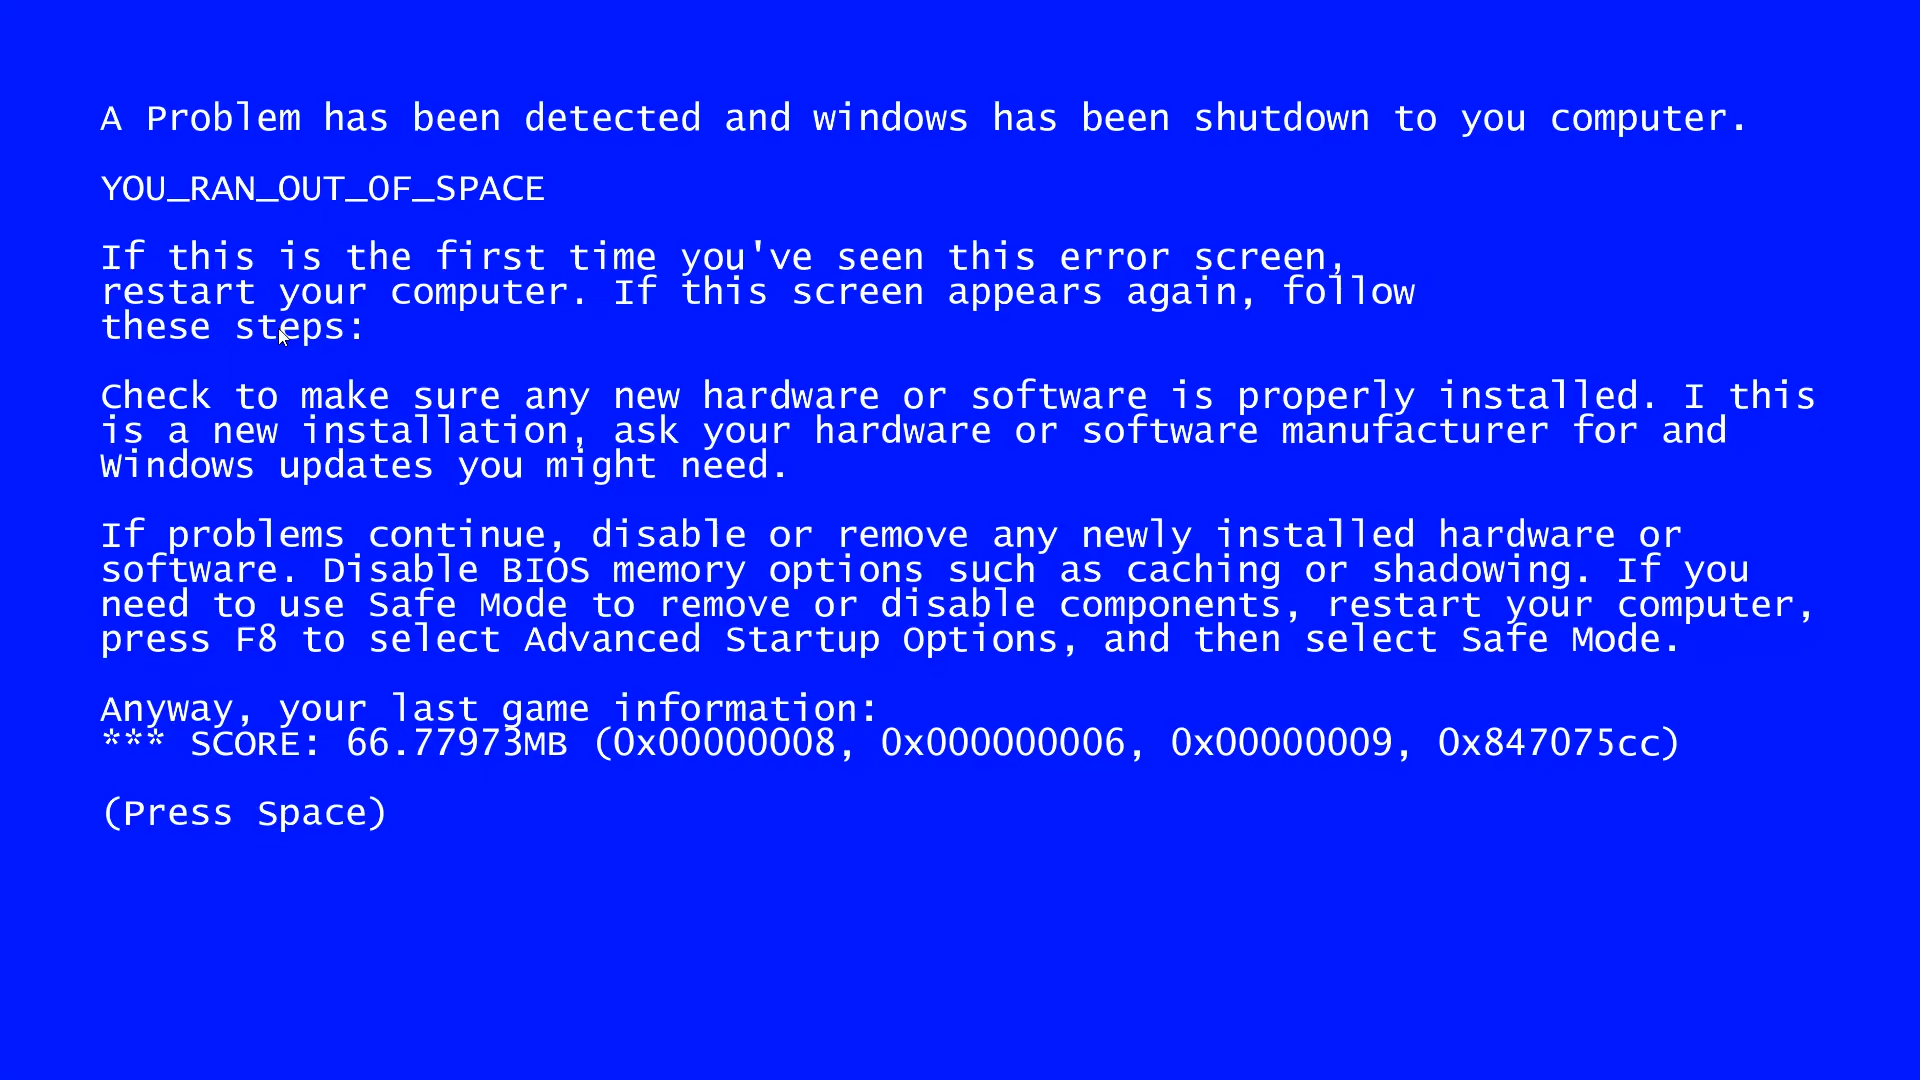 A Problem has been detected and windows has been shutdown to you computer.
YOU_RAN_OUT_OF_SPACE
If this is the first time you've seen this error screen,
restart your computer. If this screen appears again, follow
these steps:
Check to make sure any new hardware or software is properly installed. I this
is a new installation, ask your hardware or software manufacturer for and
Windows updates you might need.
If problems continue, disable or remove any newly installed hardware or
software. Disable BIOS memory options such as caching or shadowing. If you
need to use Safe Mode to remove or disable components, restart your computer,
press F8 to select Advanced Startup Options, and then select Safe Mode.
Anyway, your last game information:
*** SCORE: 66.77973MB (0x00000008, 0x000000006, 0x00000009, 0x847075cc)
(Press Space)